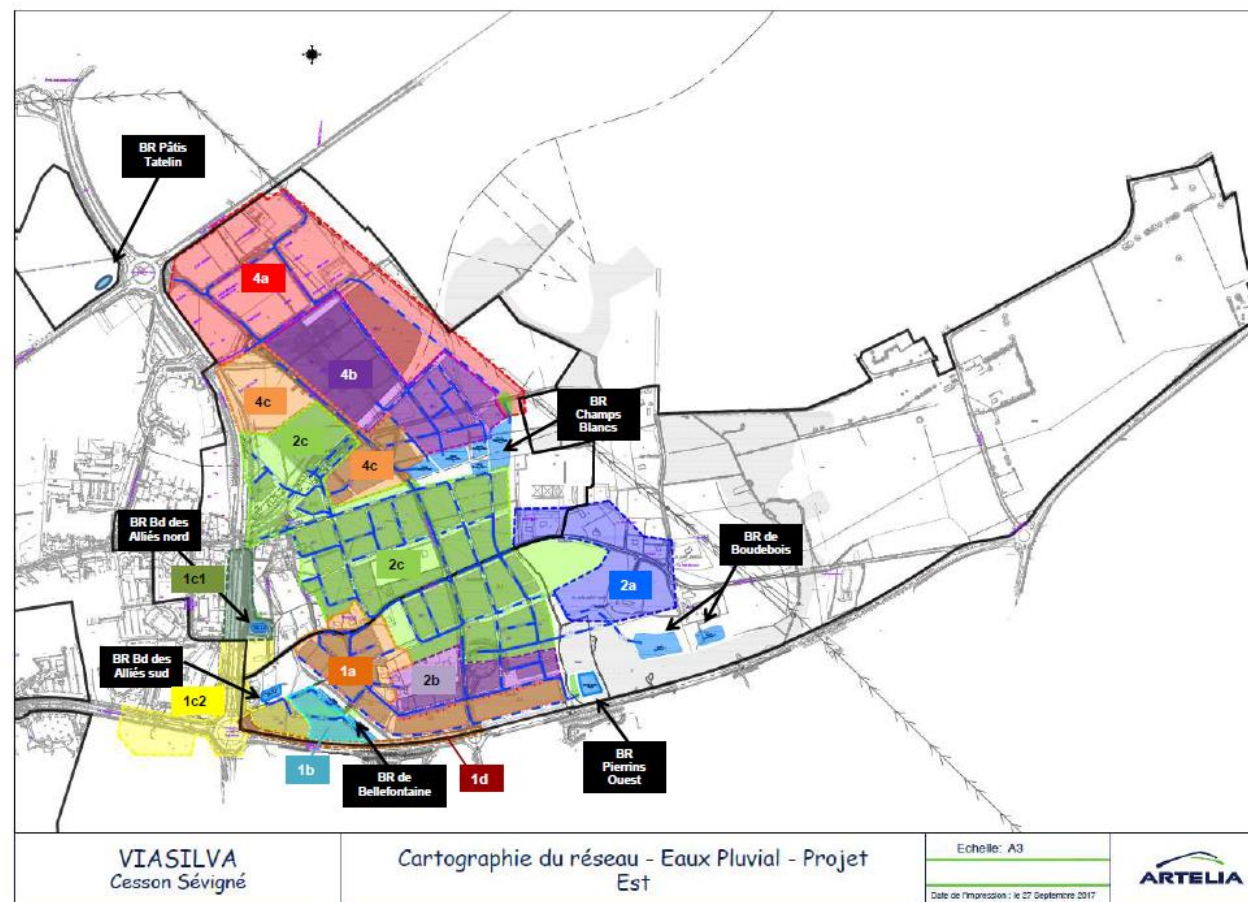 BR Pâtis
Tatelin
4a
4b
4c
2c
4c
BR
Champs
Blancs
BR Bd des
Alliés nord
1c1
2c
2a
BR de
Boudebois
BR Bd des
Alliés sud
1a
2b
1c2
1b
BR de
Bellefontaine
1d
BR
Pierrins
Ouest
VIASILVA
Cesson Sévigné
Cartographie du réseau - Eaux Pluvial - Projet
Est
Echelle: A3
Date de l'impression : le 27 Septembre 2017
ARTELIA